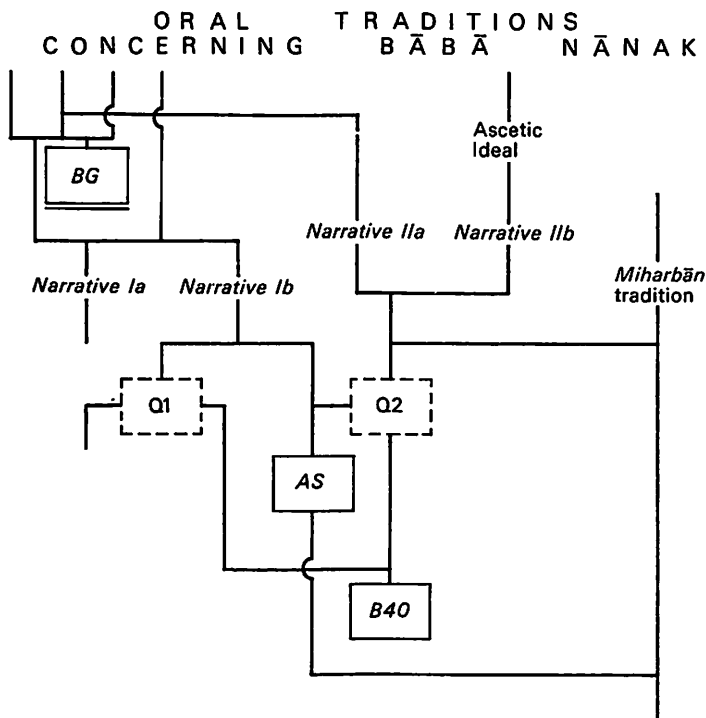 ORAL TRADITIONS
CONCERNING BĀBĀ NĀNAK
Ascetic
Ideal
BG
Narrative IIa
Narrative IIb
Narrative Ia
Narrative Ib
Miharbān
tradition
Q1
Q2
AS
B40